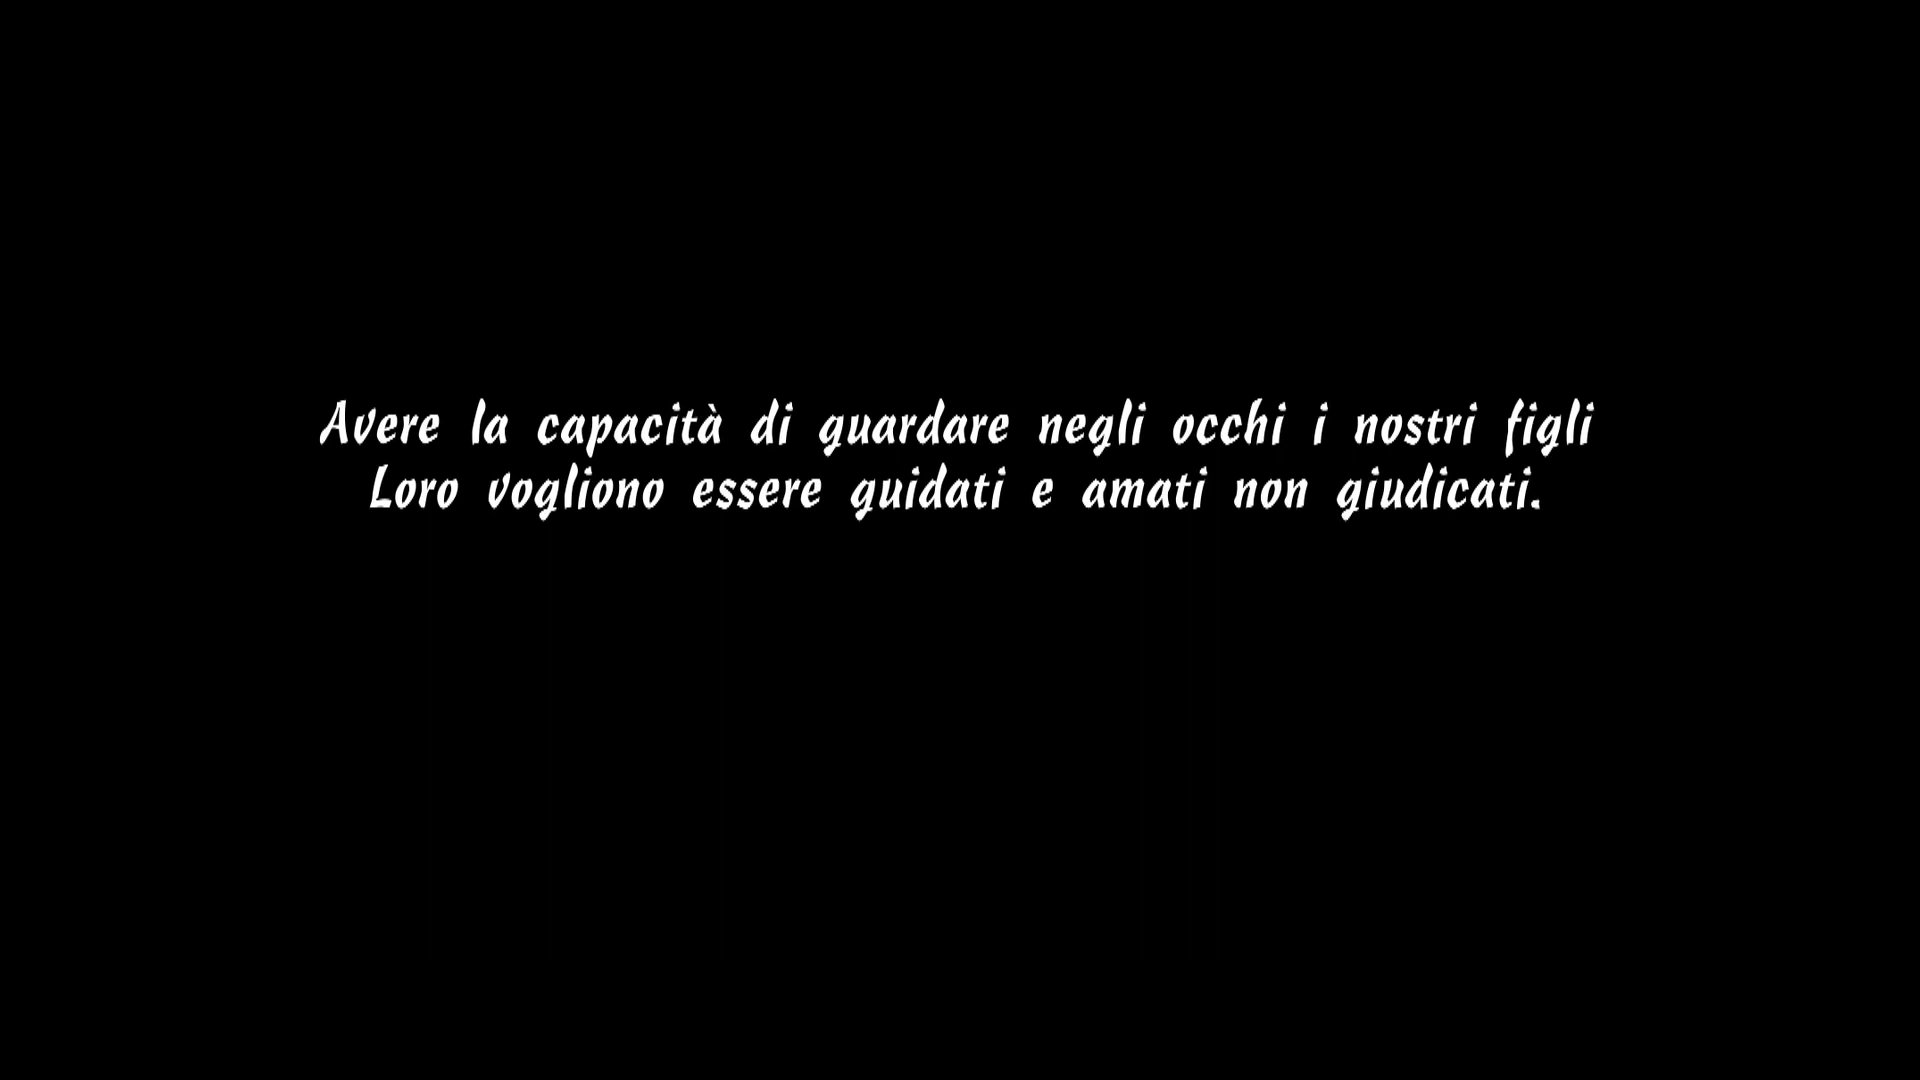 Avere la capacità di guardare negli occhi i nostri figli
Loro vogliono essere guidati e amati non giudicati.